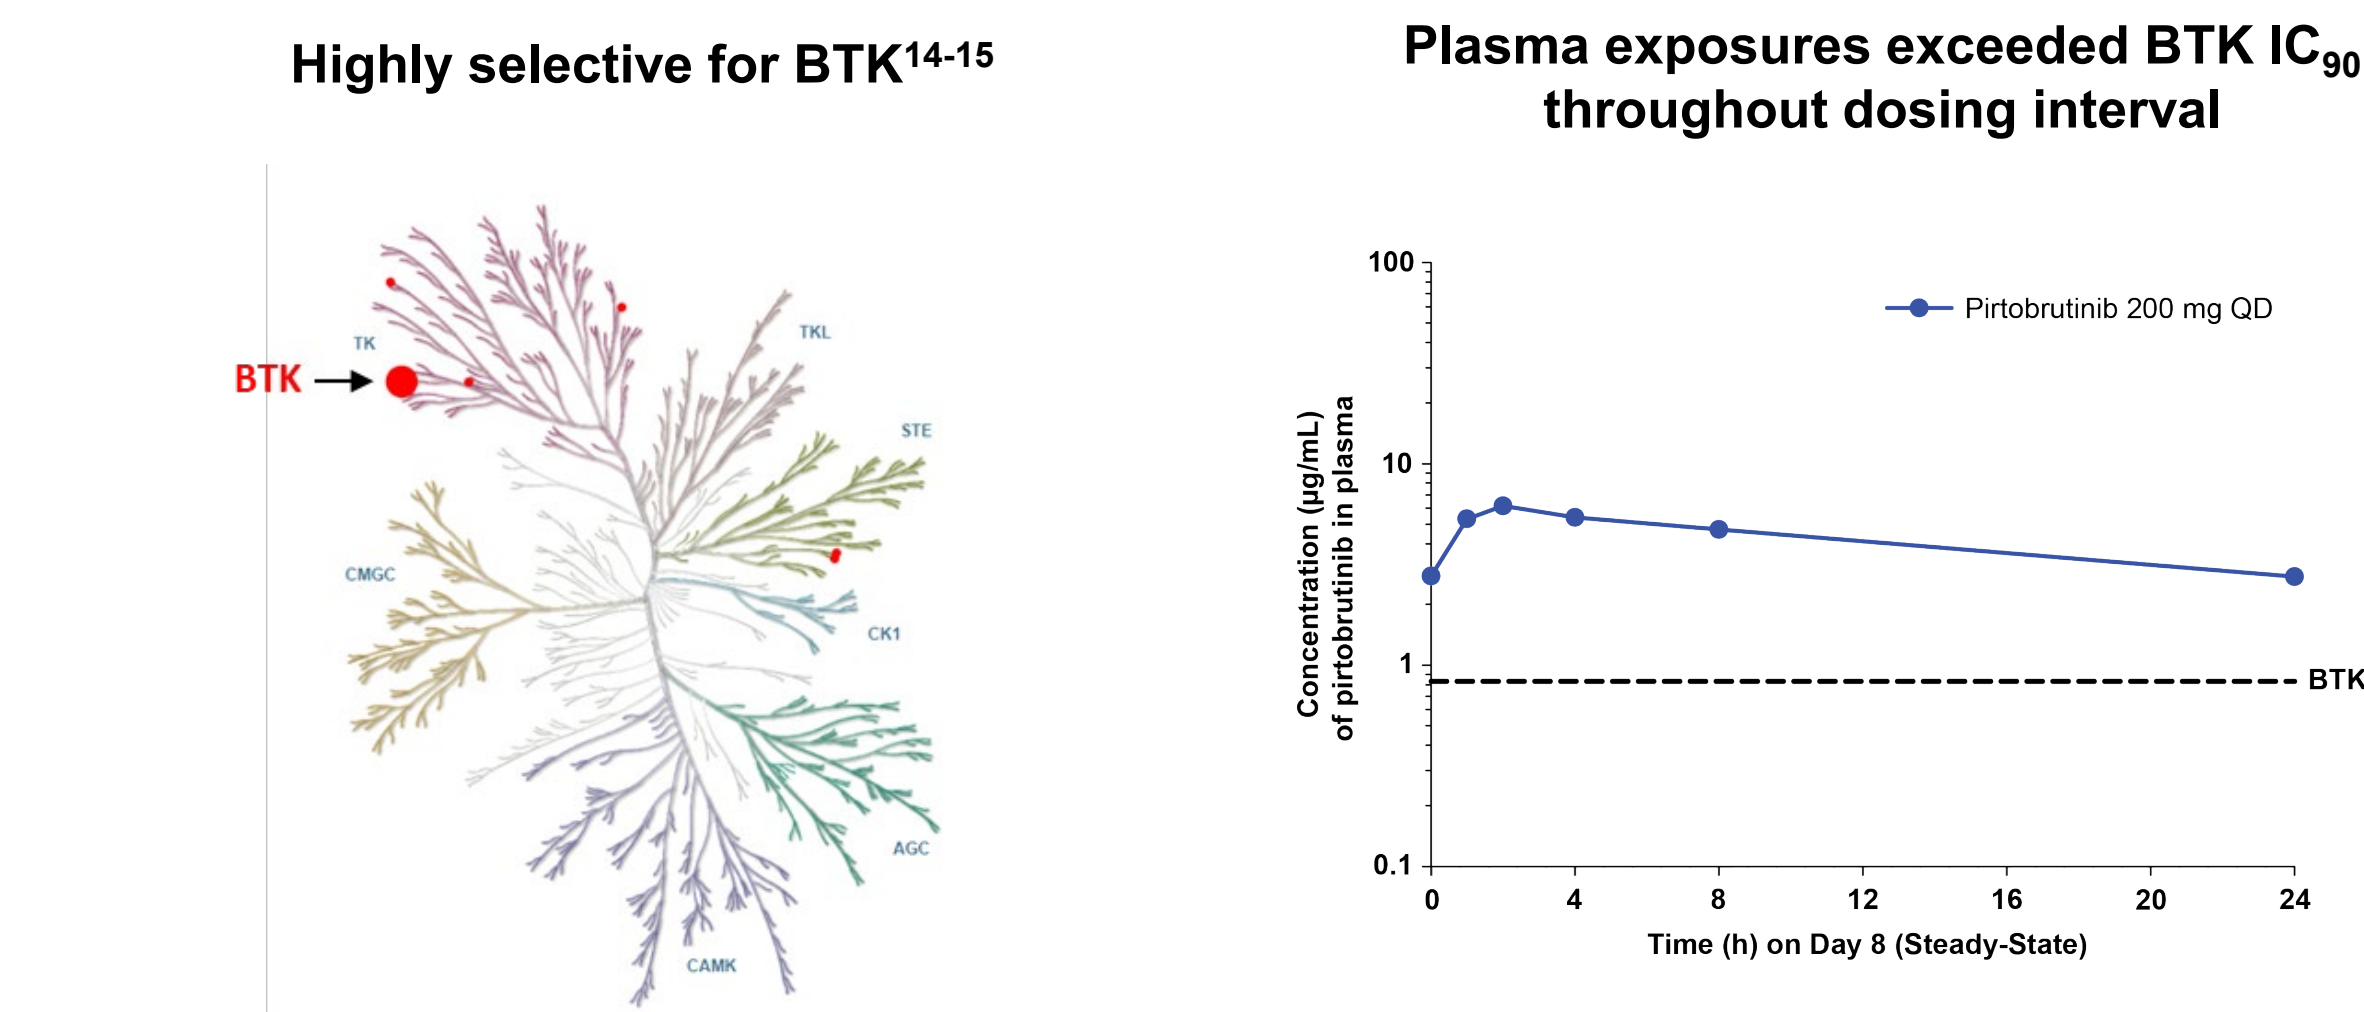 Highly selective for BTK14-15
TK
BTK
TKL
STE
CMGC
CK1
AGC
CAMK
Plasma exposures exceeded BTK IC90
throughout dosing interval
Concentration (µg/mL)
of pirtobrutinib in plasma
100
10
1
0.1
Pirtobrutinib 200 mg QD
BTK
0 4 8 12 16 20 24
Time (h) on Day 8 (Steady-State)